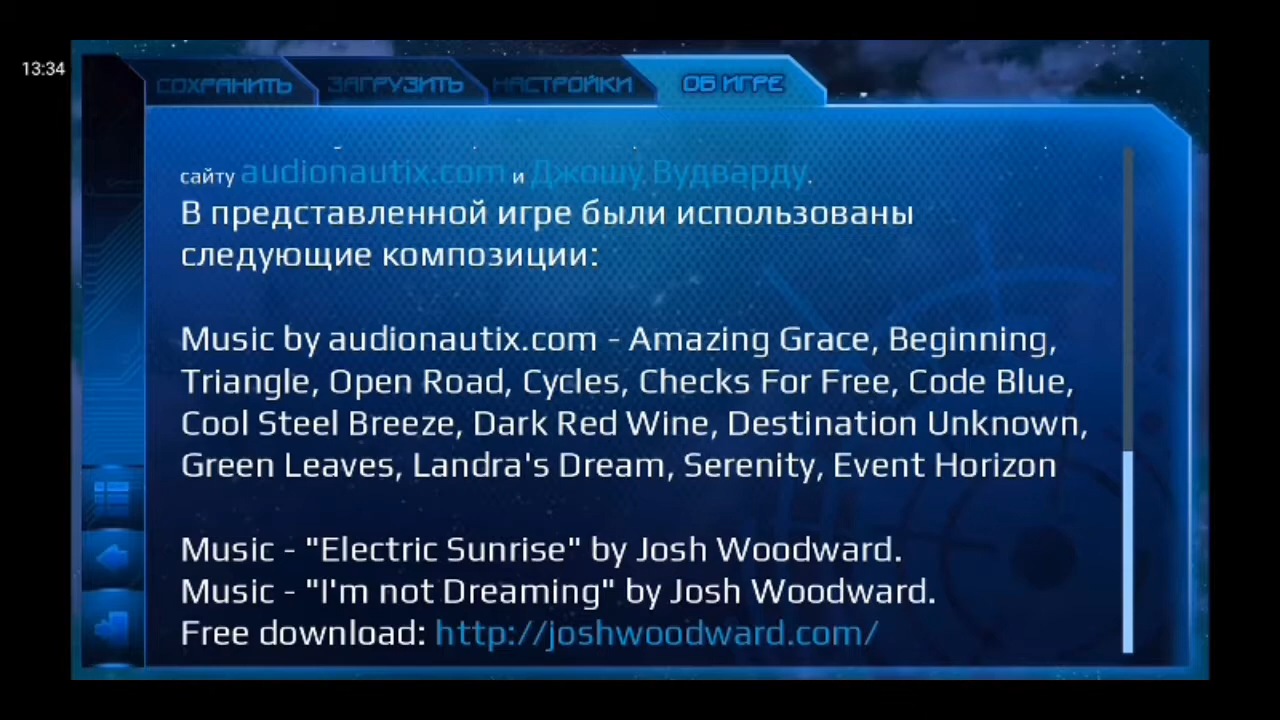 13:34
СОХРАНИТЬ ЗАГРУЗИТЬ НАСТРОЙКИ ОБ ИГРЕ
сайту audionautix.com и Джошу Вудварду.
В представленной игре были использованы
следующие композиции:
Music by audionautix.com - Amazing Grace, Beginning,
Triangle, Open Road, Cycles, Checks For Free, Code Blue,
Cool Steel Breeze, Dark Red Wine, Destination Unknown,
Green Leaves, Landra's Dream, Serenity, Event Horizon
Music - "Electric Sunrise" by Josh Woodward.
Music - "I'm not Dreaming" by Josh Woodward.
Free download: http://joshwoodward.com/